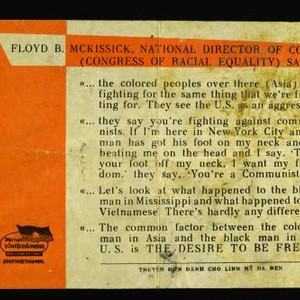 FLOYD B. MCKISSICK, NATIONAL DIRECTOR OF CO
(CONGRESS OF RACIAL EQUALITY) SA
«... the colored peoples over there (Asia)
fighting for the same thing that we're fi
ting for. They see the U.S. as an aggres
«... they say you're fighting against comm
nists. If I'm here in New York City an
man has got his foot on my neck an
beating me on the head and I say. 'T
your foot off my neck, I want my f
dom.' they say. 'You're a Communist
«... Let's look at what happened to the bl
man in Mississippi and what happened to
Vietnamese There's hardly any differe
«... The common factor between the colo
man in Asia and the black man in
U.S. is THE DESIRE TO BE FRE
TRUYỀN ĐƠN DÀNH CHO LÍNH MỸ DA ĐEN